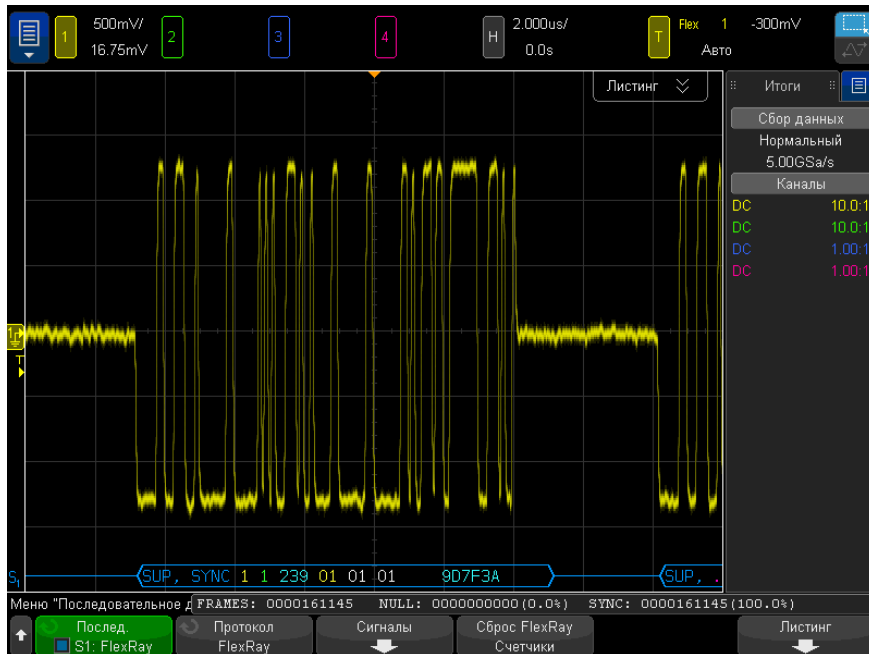 1 500mV/ 16.75mV 2 3 4 H 2.000us/ 0.0s T Flex 1 -300mV Авто
Листинг
Итоги
Сбор данных
Нормальный
5.00GSa/s
Каналы
DC 10.0:1
DC 10.0:1
DC 1.00:1
DC 1.00:1
1
T
S1 SUP, SYNC 1 1 239 01 01 01 9D7F3A SUP, .
Меню "Последовательное д FRAMES: 0000161145 NULL: 0000000000(0.0%) SYNC: 0000161145(100.0%)
След. Протокол Сигналы Сброс FlexRay Листинг
S1: FlexRay FlexRay Счетчики